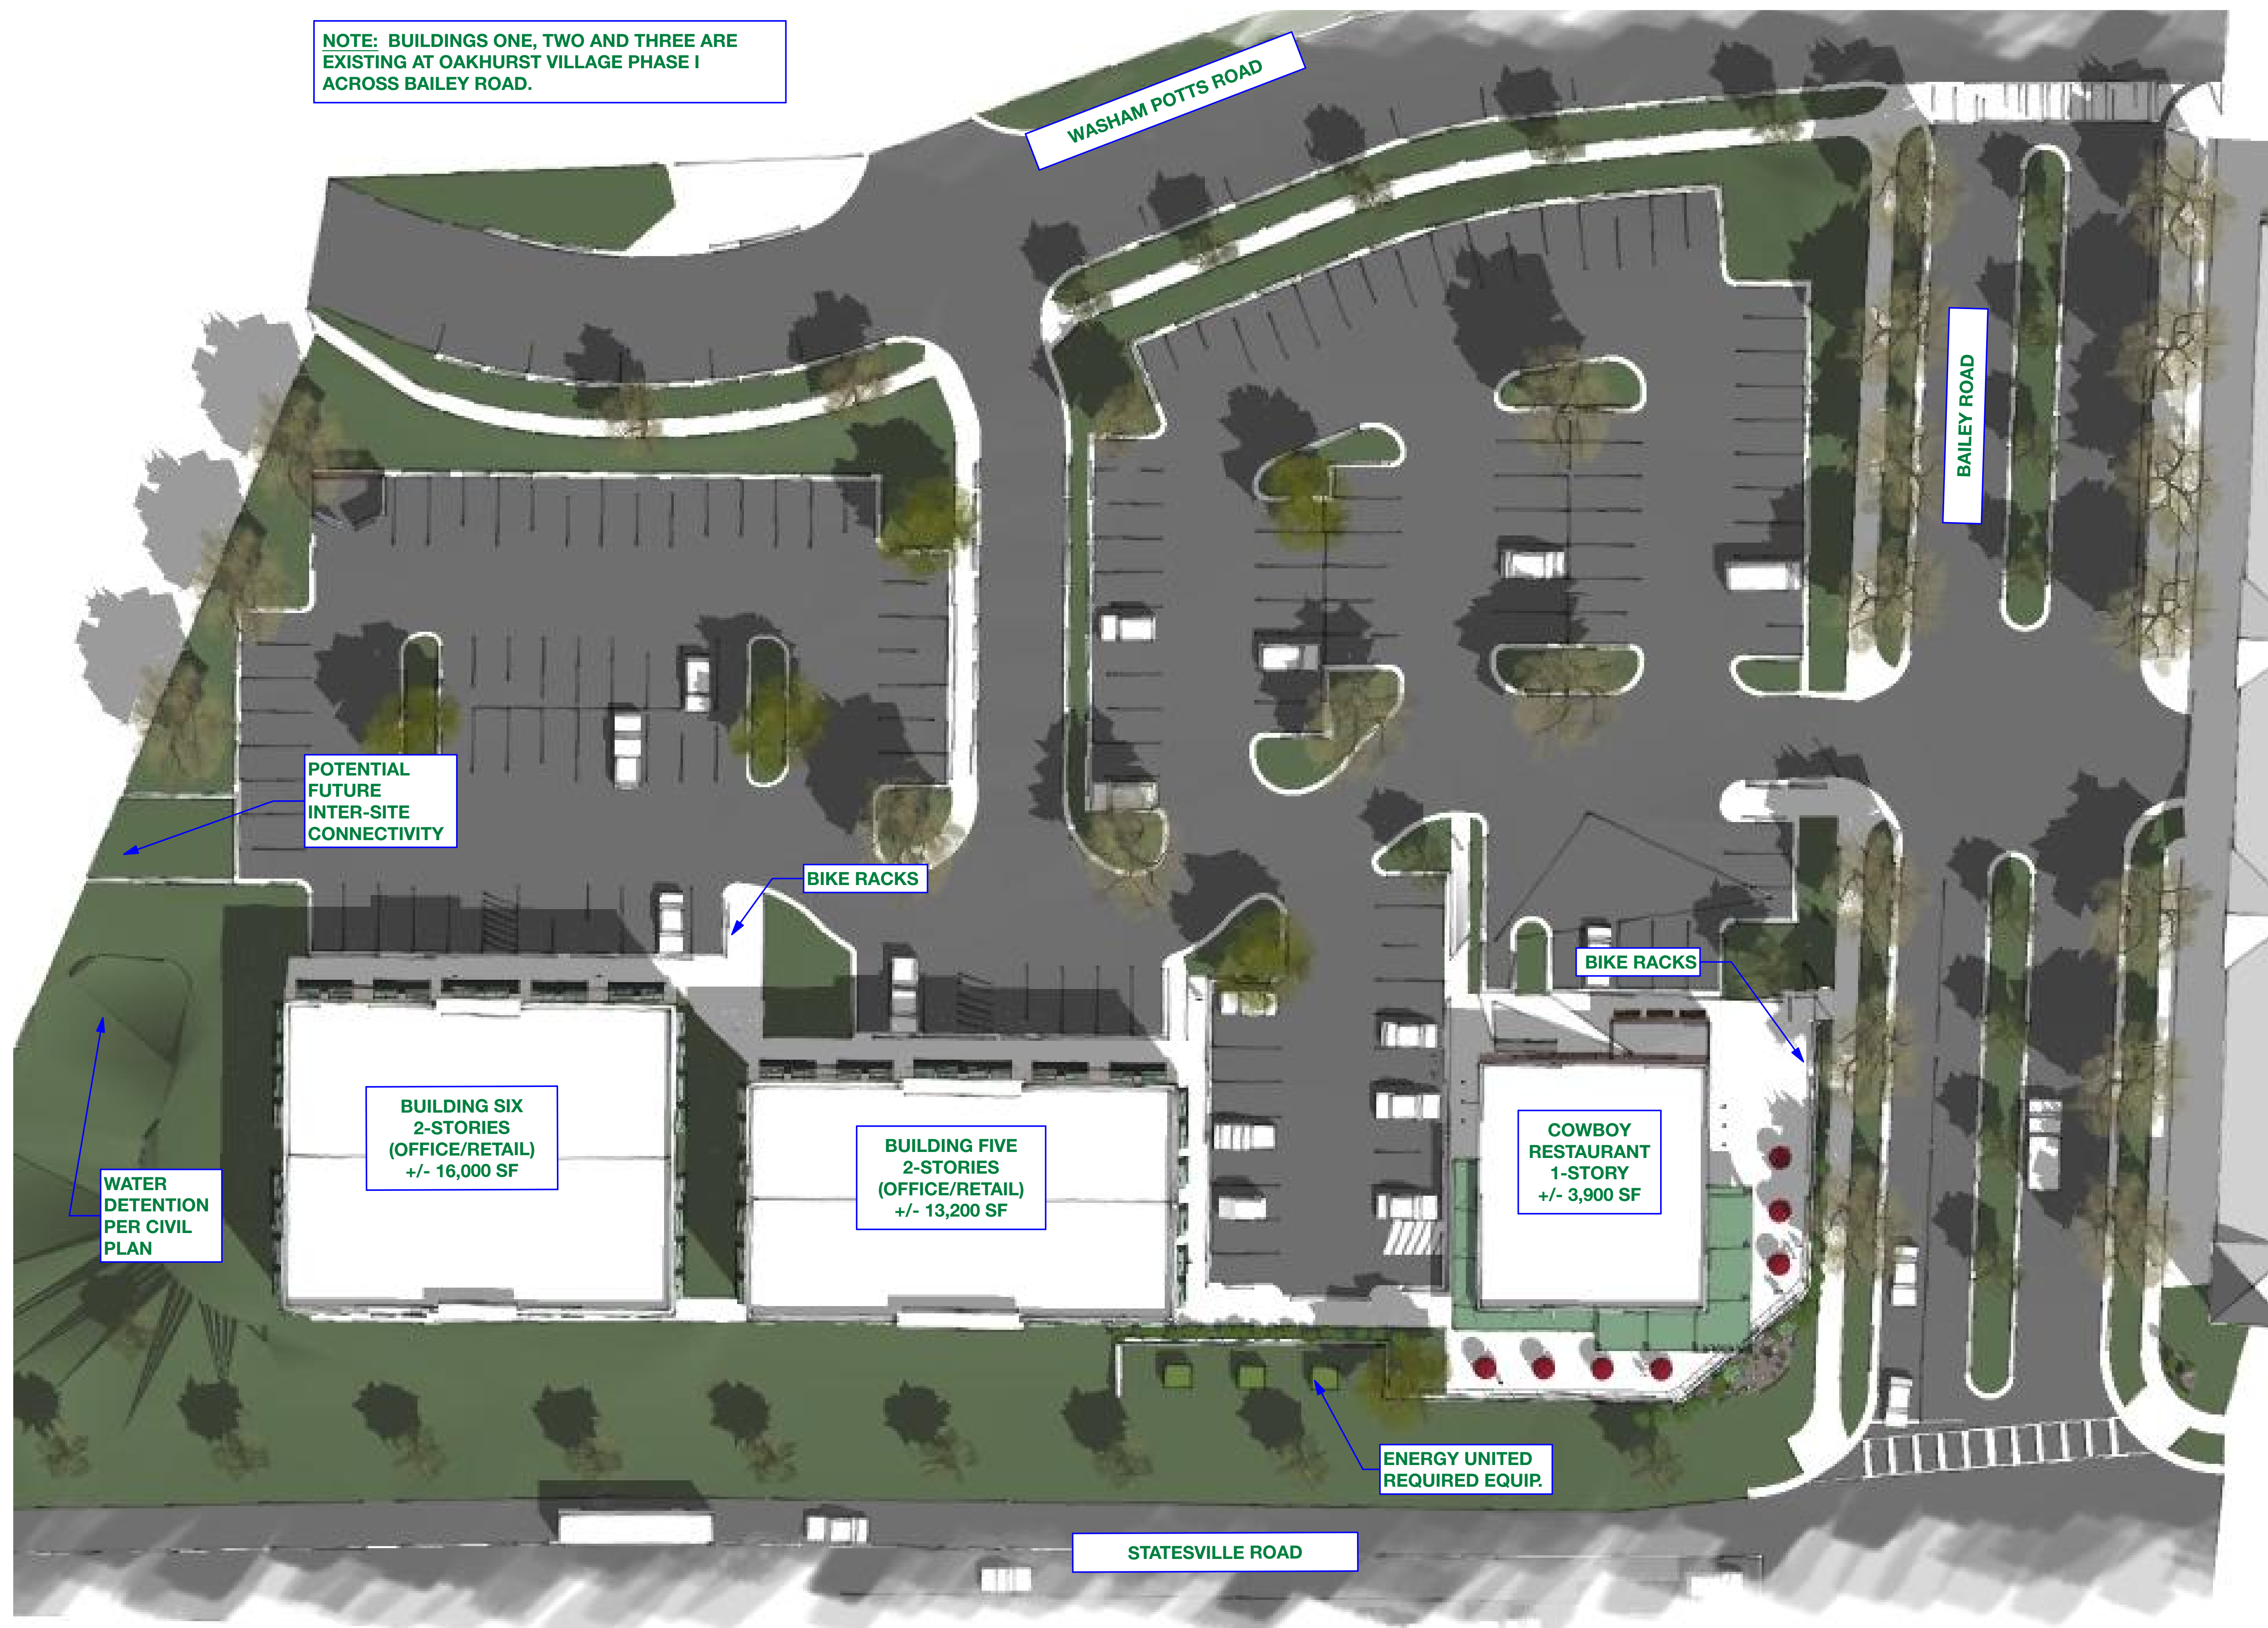 NOTE: BUILDINGS ONE, TWO AND THREE ARE
EXISTING AT OAKHURST VILLAGE PHASE I
ACROSS BAILEY ROAD.
WASHAM POTTS ROAD
BAILEY ROAD
POTENTIAL
FUTURE
INTER-SITE
CONNECTIVITY
BIKE RACKS
BIKE RACKS
BUILDING SIX
2-STORIES
(OFFICE/RETAIL)
+/- 16,000 SF
BUILDING FIVE
2-STORIES
(OFFICE/RETAIL)
+/- 13,200 SF
COWBOY
RESTAURANT
1-STORY
+/- 3,900 SF
WATER
DETENTION
PER CIVIL
PLAN
ENERGY UNITED
REQUIRED EQUIP.
STATESVILLE ROAD